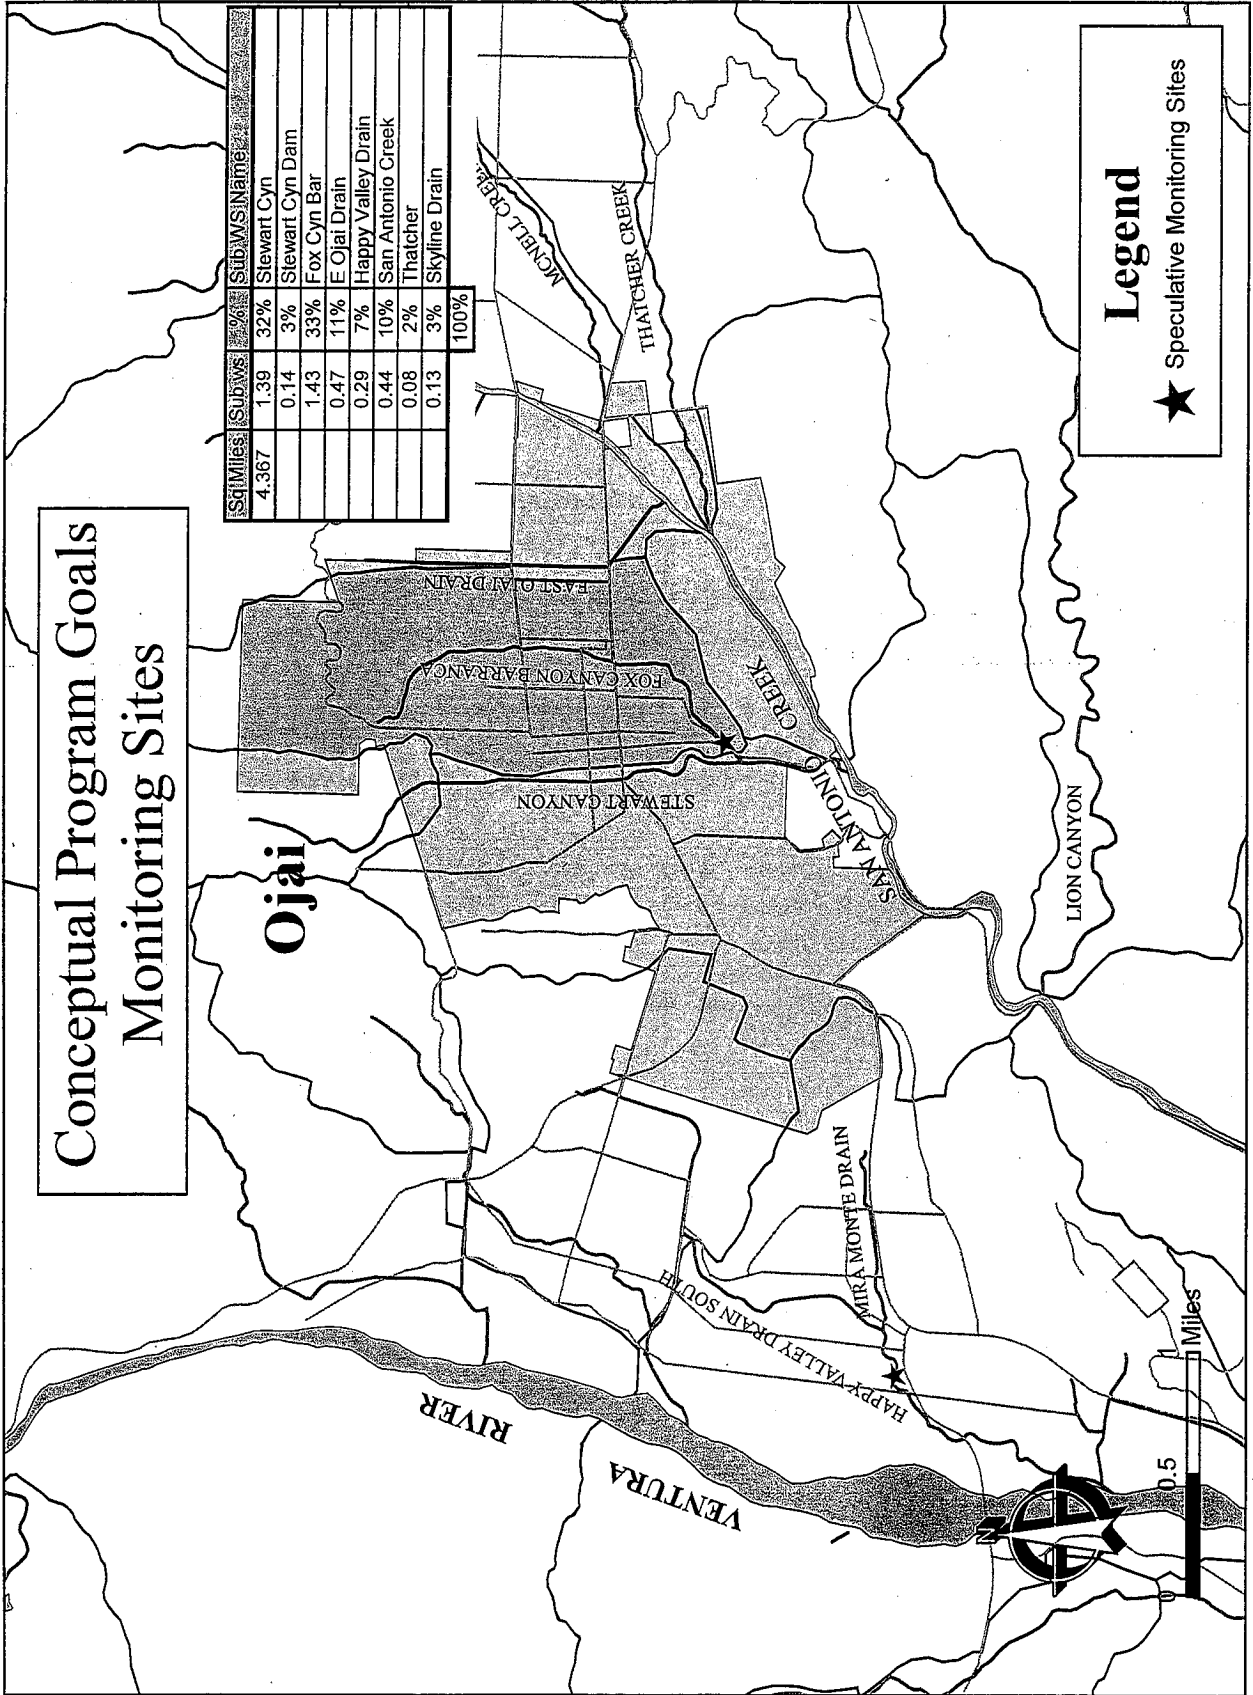 Conceptual Program Goals
Monitoring Sites
Sq Miles Sub ws % Sub WS Name
4.367 1.39 32% Stewart Cyn
0.14 3% Stewart Cyn Dam
1.43 33% Fox Cyn Bar
0.47 11% E Ojai Drain
0.29 7% Happy Valley Drain
0.44 10% San Antonio Creek
0.08 2% Thatcher
0.13 3% Skyline Drain
100%
Ojai
MCNELL CREEK
THATCHER CREEK
EAST OJAI DRAIN
FOX CANYON BARRANCA
STEWART CANYON
SAN ANTONIO
CREEK
LION CANYON
MIRA MONTE DRAIN
HAPPY VALLEY DRAIN SOUTH
VENTURA
RIVER
N
0 0.5 1 Miles
Legend
Speculative Monitoring Sites